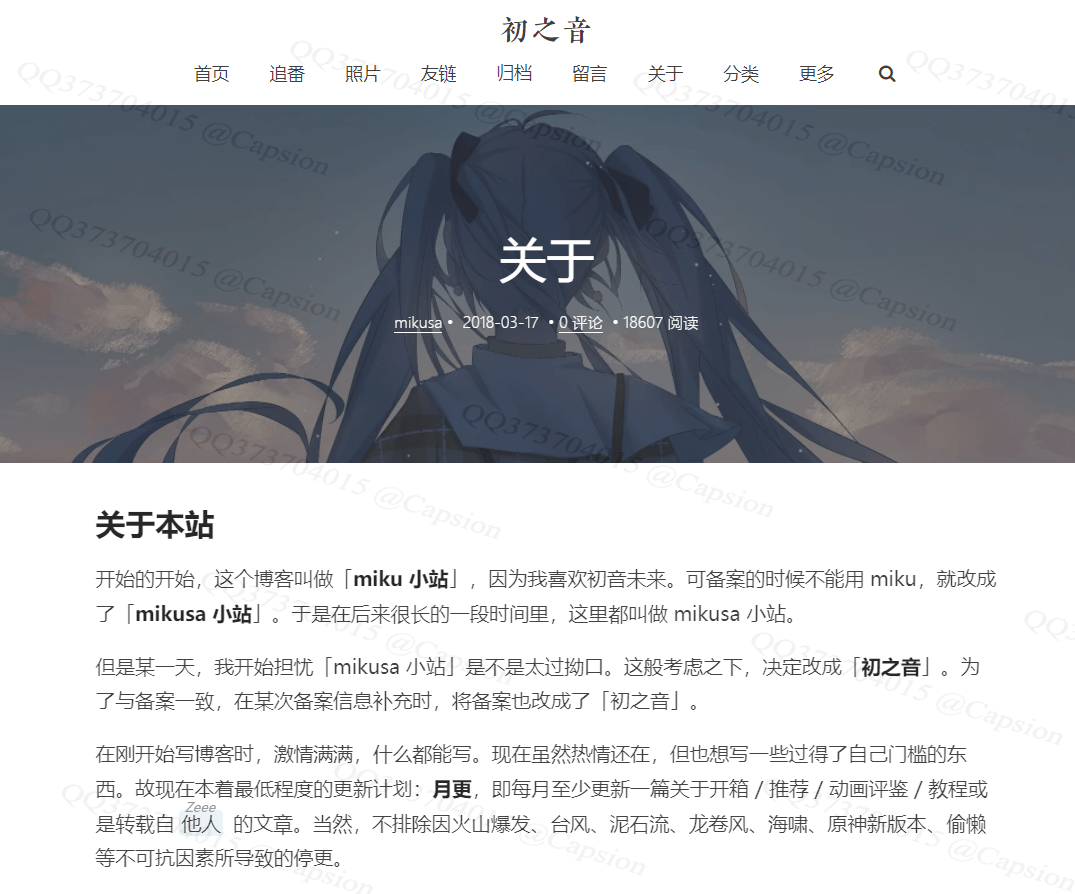 初之音
首页 追番 照片 友链 归档 留言 关于 分类 更多
关于
mikusa • 2018-03-17 • 0 评论 • 18607 阅读
关于本站
开始的开始，这个博客叫做「miku 小站」，因为我喜欢初音未来。可备案的时候不能用 miku，就改成
了「mikusa 小站」。于是在后来很长的一段时间里，这里都叫做 mikusa 小站。
但是某一天，我开始担忧「mikusa 小站」是不是太过拗口。这般考虑之下，决定改成「初之音」。为
了与备案一致，在某次备案信息补充时，将备案也改成了「初之音」。
在刚开始写博客时，激情满满，什么都能写。现在虽然热情还在，但也想写一些过得了自己门槛的东
西。故现在本着最低程度的更新计划：月更，即每月至少更新一篇关于开箱 / 推荐 / 动画评鉴 / 教程或
Zeee
是转载自 他人 的文章。当然，不排除因火山爆发、台风、泥石流、龙卷风、海啸、原神新版本、偷懒
等不可抗因素所导致的停更。
QQ373704015 @Capsion